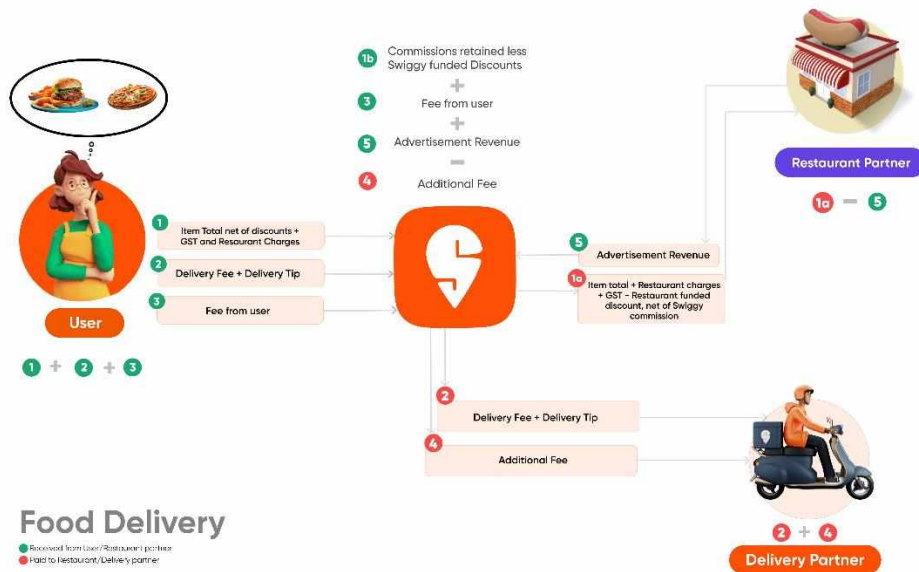 1b Commissions retained less
Swiggy funded Discounts
+
3 Fee from user
+
5 Advertisement Revenue
−
4 Additional Fee
Restaurant Partner
1a − 5
1
Item Total net of discounts +
GST and Resaurant Charges
2
Delivery Fee + Delivery Tip
3
Fee from user
User
1 + 2 + 3
5
Advertisement Revenue
1a
Item total + Restaurant charges
+ GST - Restaurant funded
discount, net of Swiggy
commission
2
Delivery Fee + Delivery Tip
4
Additional Fee
2 + 4
Delivery Partner
Food Delivery
Received from User/Restaurant partner
Paid to Restaurant/Delivery partner